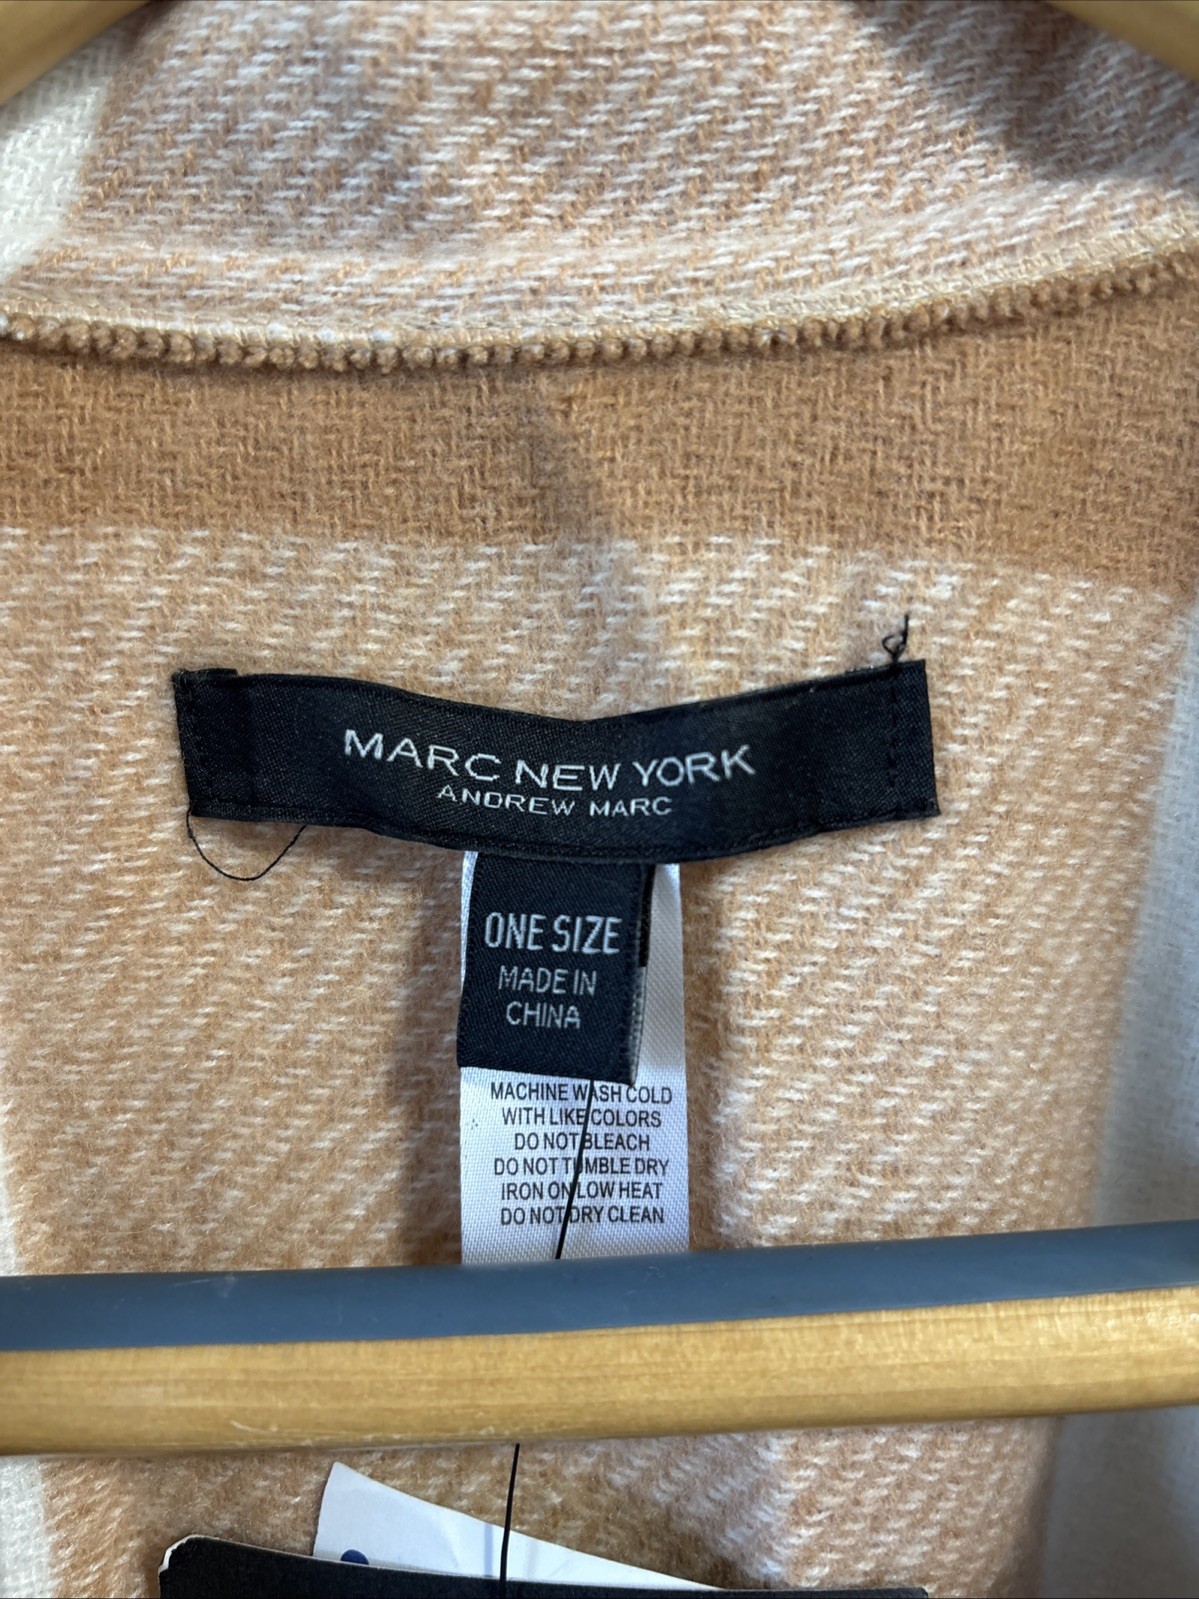 MARC NEW YORK
ANDREW MARC
ONE SIZE
MADE IN
CHINA
MACHINE WASH COLD
WITH LIKE COLORS
DO NOT BLEACH
DO NOT TUMBLE DRY
IRON ON LOW HEAT
DO NOT DRY CLEAN